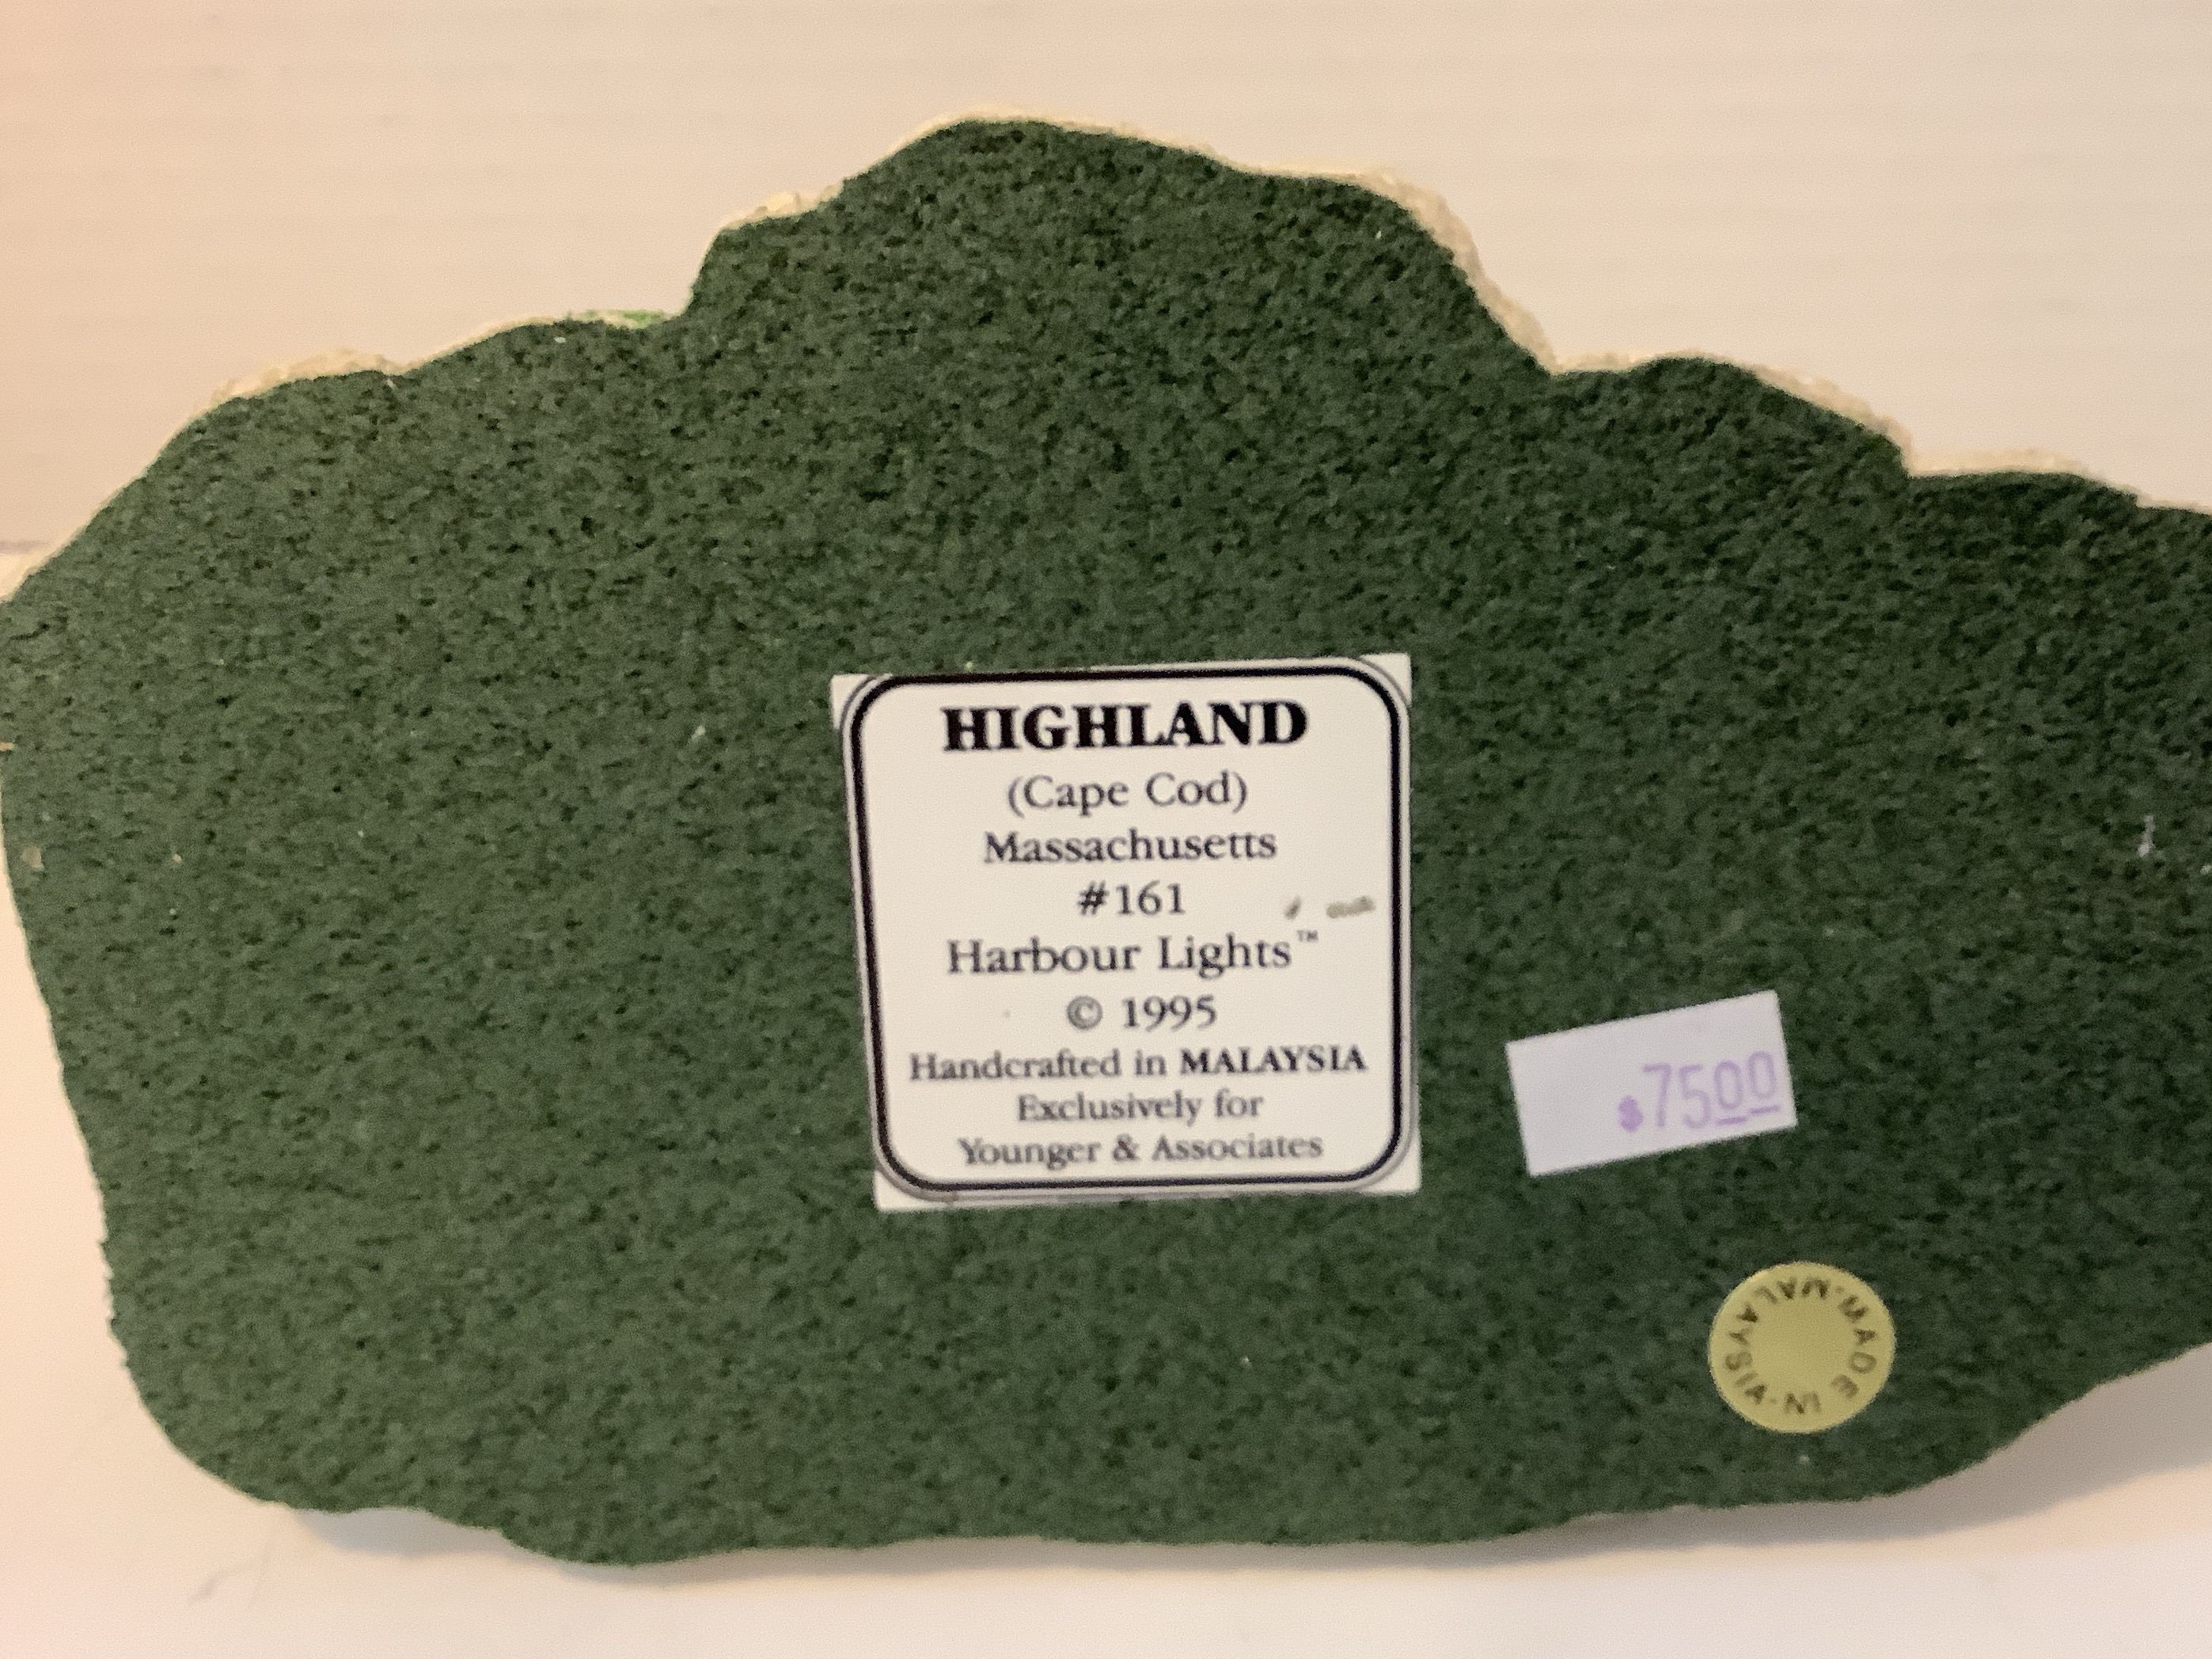 HIGHLAND
(Cape Cod)
Massachusetts
#161
Harbour Lights™
© 1995
Handcrafted in MALAYSIA
Exclusively for
Younger & Associates
$7500
MADE IN MALAYSIA